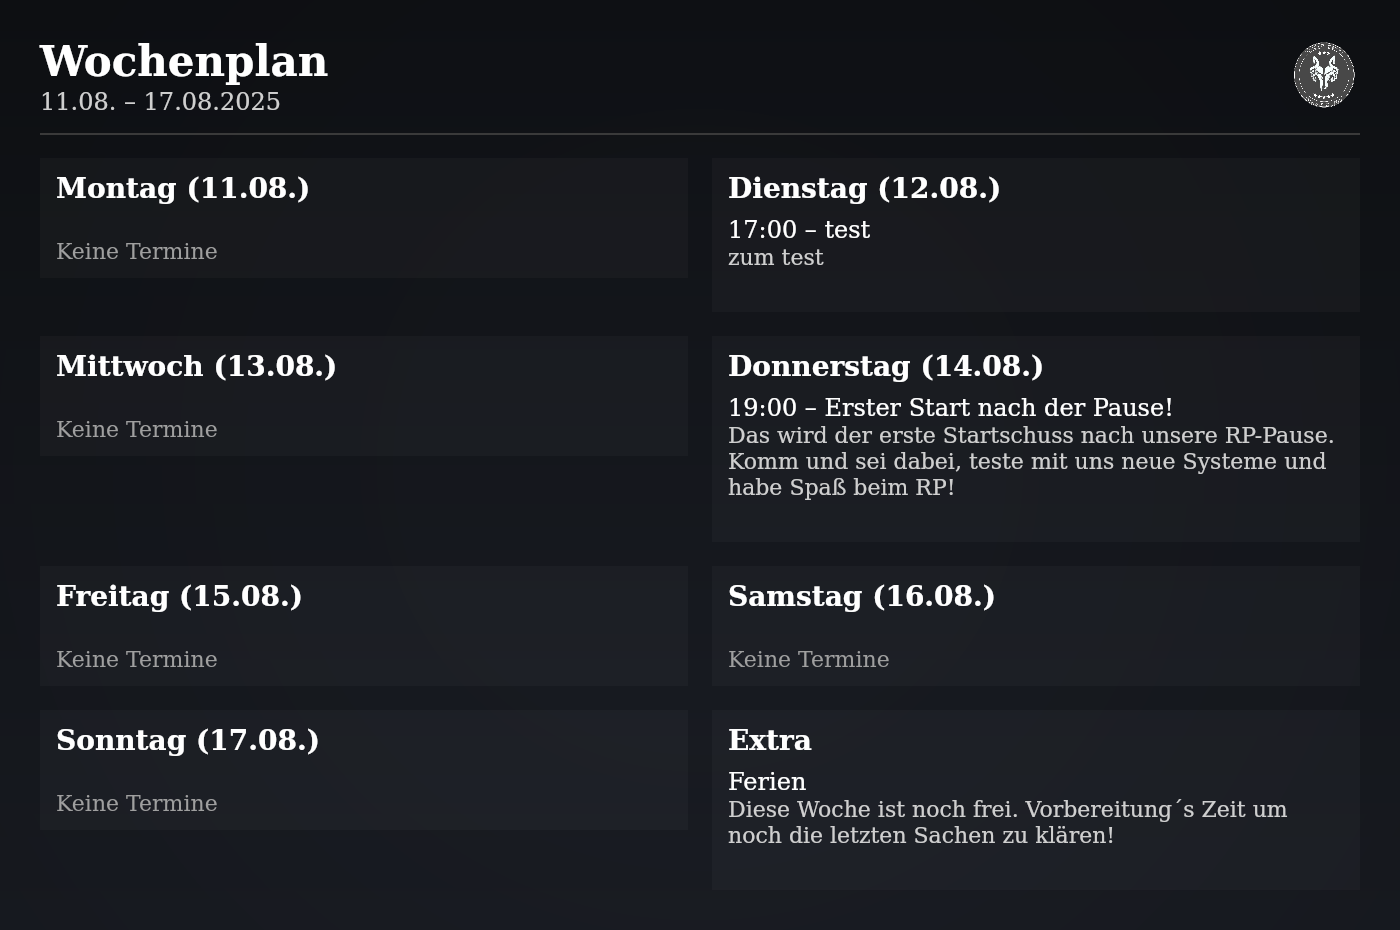 Wochenplan
11.08. – 17.08.2025
Montag (11.08.)
Keine Termine
Dienstag (12.08.)
17:00 – test
zum test
Mittwoch (13.08.)
Keine Termine
Donnerstag (14.08.)
19:00 – Erster Start nach der Pause!
Das wird der erste Startschuss nach unsere RP-Pause.
Komm und sei dabei, teste mit uns neue Systeme und
habe Spaß beim RP!
Freitag (15.08.)
Keine Termine
Samstag (16.08.)
Keine Termine
Sonntag (17.08.)
Keine Termine
Extra
Ferien
Diese Woche ist noch frei. Vorbereitung´s Zeit um
noch die letzten Sachen zu klären!